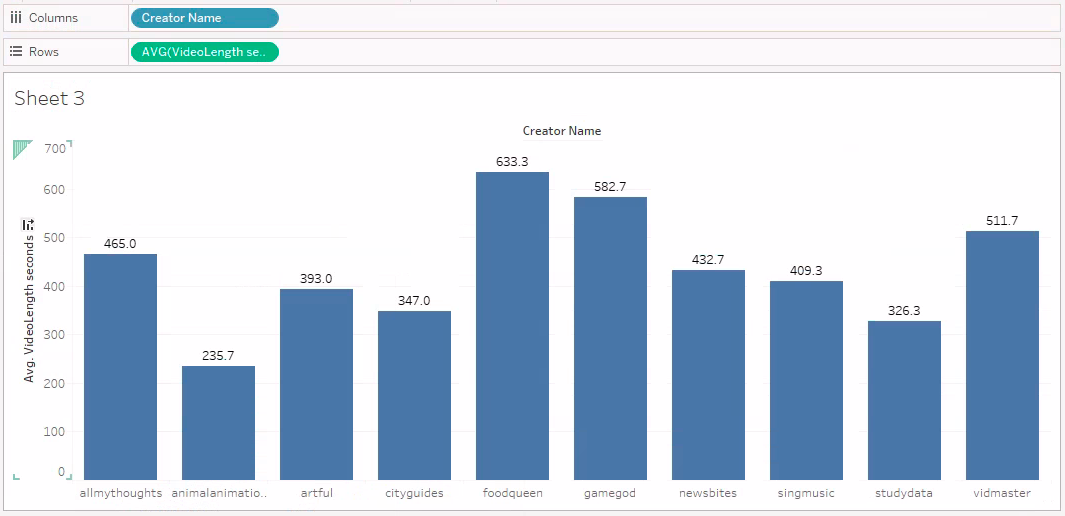 Columns
Creator Name
Rows
AVG(VideoLength se..
Sheet 3
Creator Name
Avg. VideoLength seconds
700
600
500
400
300
200
100
0
465.0
235.7
393.0
347.0
633.3
582.7
432.7
409.3
326.3
511.7
allmythoughts animalanimatio.. artful cityguides foodqueen gamegod newsbites singmusic studydata vidmaster